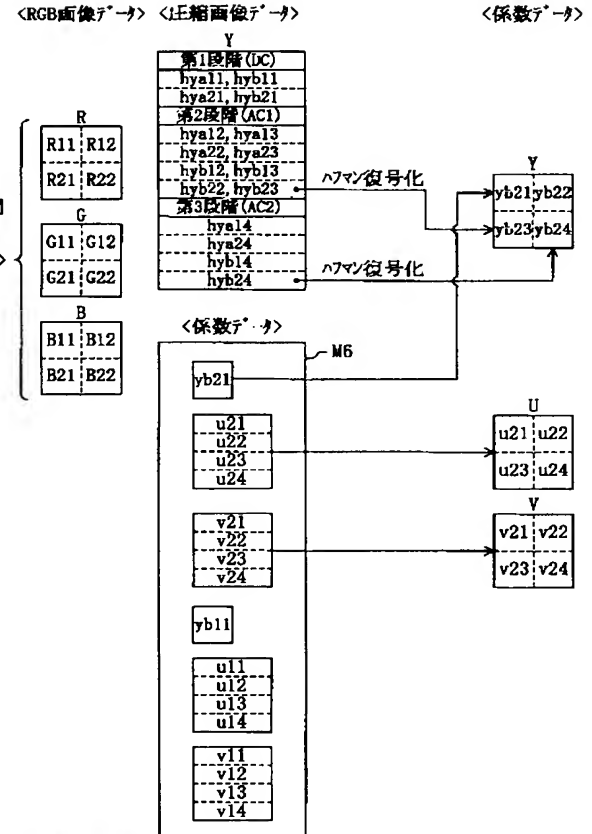 <RGB画像データ> <圧縮画像データ> <係数データ>
Y
第1段階(DC)
hya11, hyb11
hya21, hyb21
第2段階(AC1)
hya12, hya13
hya22, hya23
hyb12, hyb13
hyb22, hyb23
第3段階(AC2)
hya14
hya24
hyb14
hyb24
R
R11 R12
R21 R22
G
G11 G12
G21 G22
B
B11 B12
B21 B22
ハフマン復号化
ハフマン復号化
Y
yb21 yb22
yb23 yb24
<係数データ>
M6
yb21
u21
u22
u23
u24
v21
v22
v23
v24
yb11
u11
u12
u13
u14
v11
v12
v13
v14
U
u21 u22
u23 u24
V
v21 v22
v23 v24